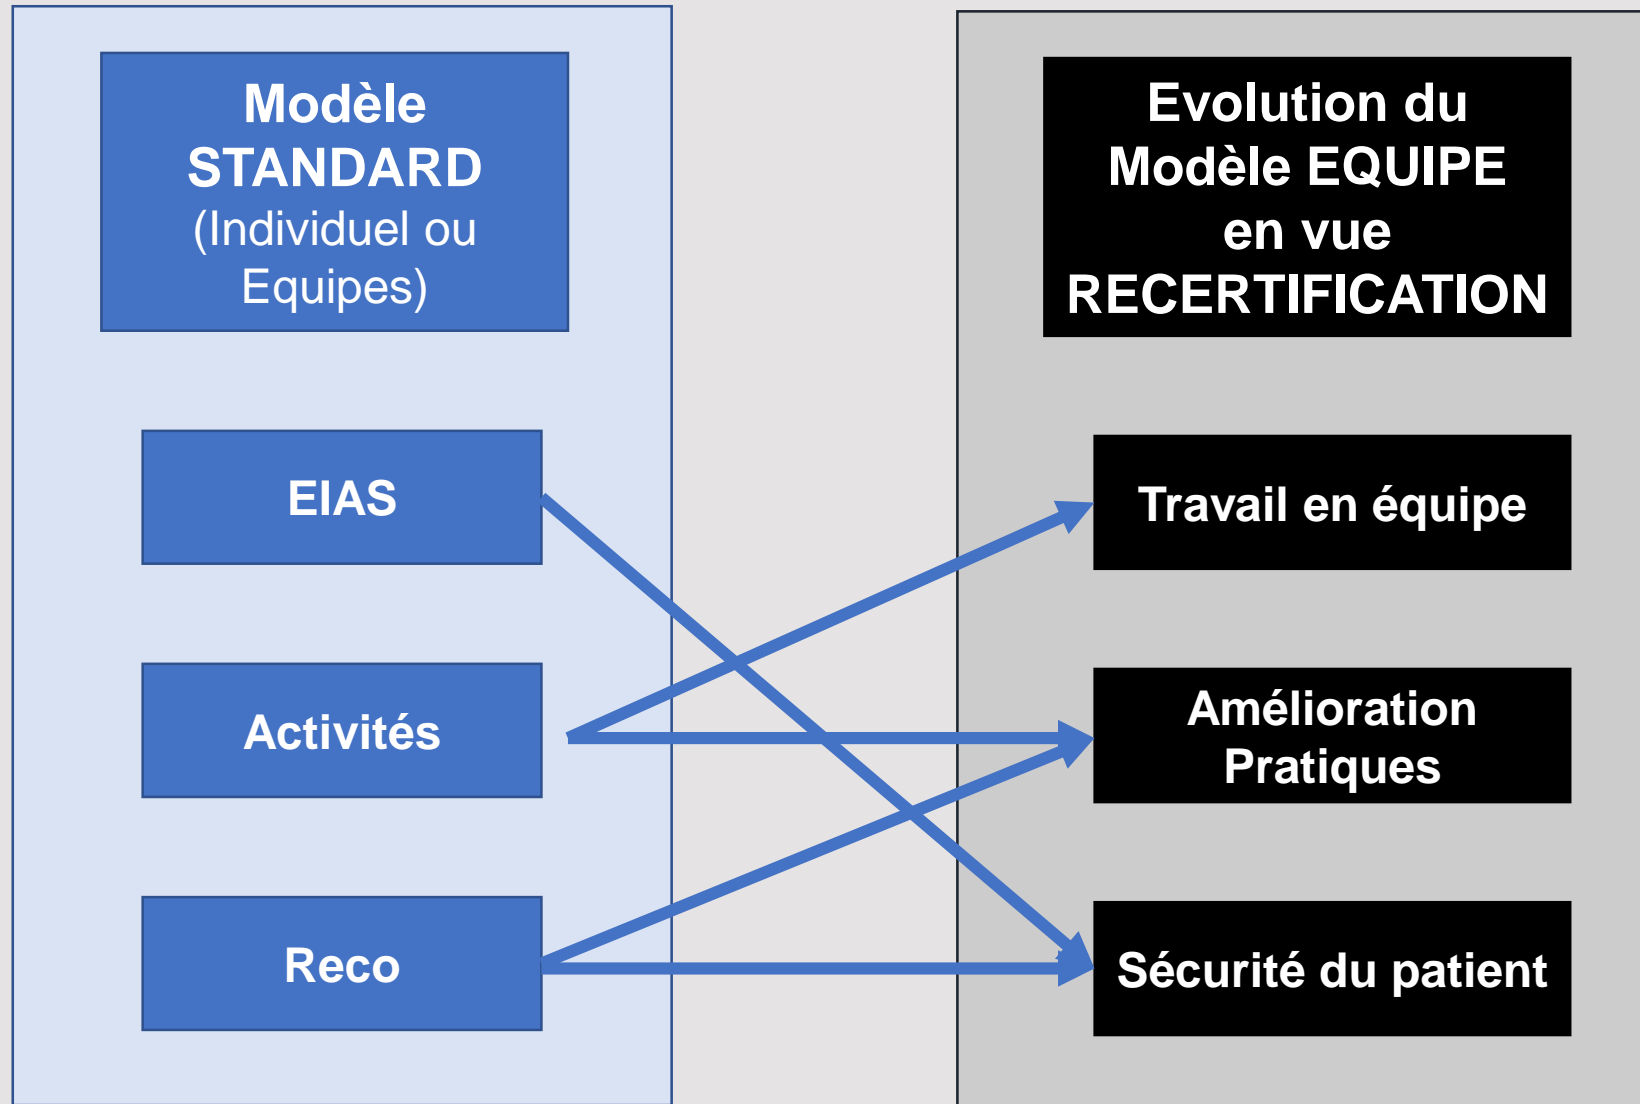 Modèle
STANDARD
(Individuel ou
Equipes)
EIAS
Activités
Reco
Evolution du
Modèle EQUIPE
en vue
RECERTIFICATION
Travail en équipe
Amélioration
Pratiques
Sécurité du patient